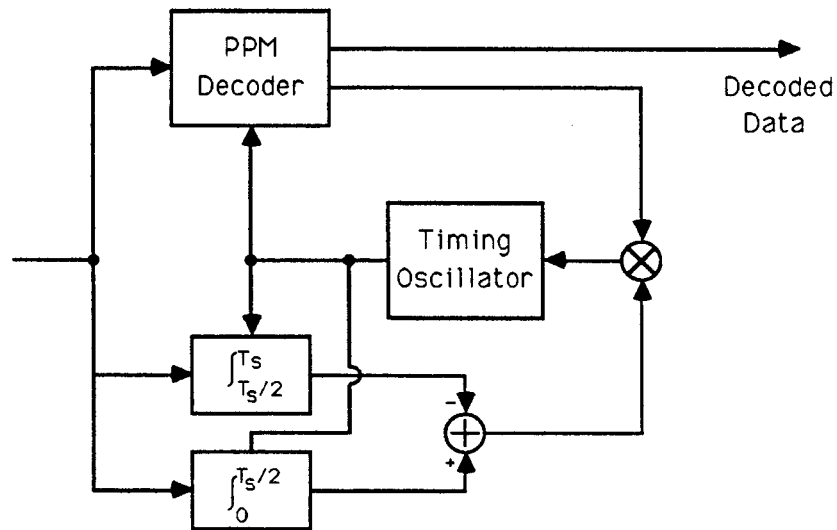 PPM
Decoder
Decoded
Data
Timing
Oscillator
∫ Ts Ts/2
-
+
∫ Ts/2 0